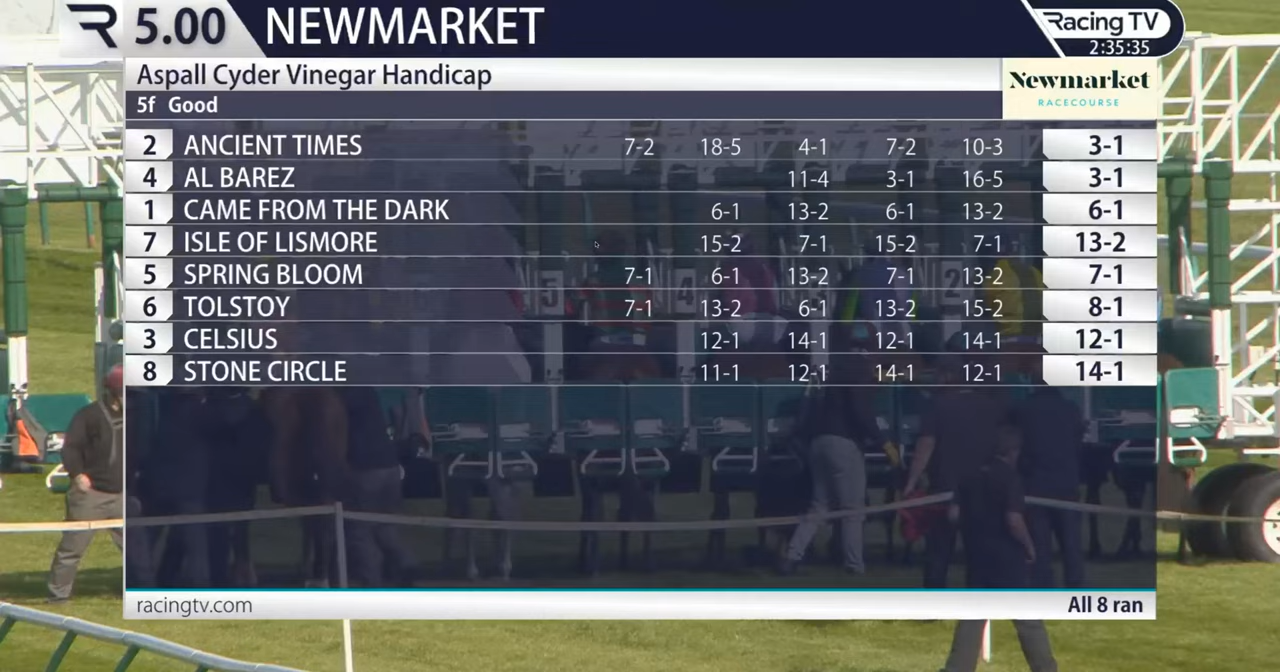 R 5.00 NEWMARKET Racing TV
2:35:35
Aspall Cyder Vinegar Handicap
Newmarket
RACECOURSE
5f Good
2 ANCIENT TIMES 7-2 18-5 4-1 7-2 10-3 3-1
4 AL BAREZ 11-4 3-1 16-5 3-1
1 CAME FROM THE DARK 6-1 13-2 6-1 13-2 6-1
7 ISLE OF LISMORE 15-2 7-1 15-2 7-1 13-2
5 SPRING BLOOM 7-1 6-1 13-2 7-1 13-2 7-1
6 TOLSTOY 7-1 13-2 6-1 13-2 15-2 8-1
3 CELSIUS 12-1 14-1 12-1 14-1 12-1
8 STONE CIRCLE 11-1 12-1 14-1 12-1 14-1
5 4 2
racingtv.com All 8 ran